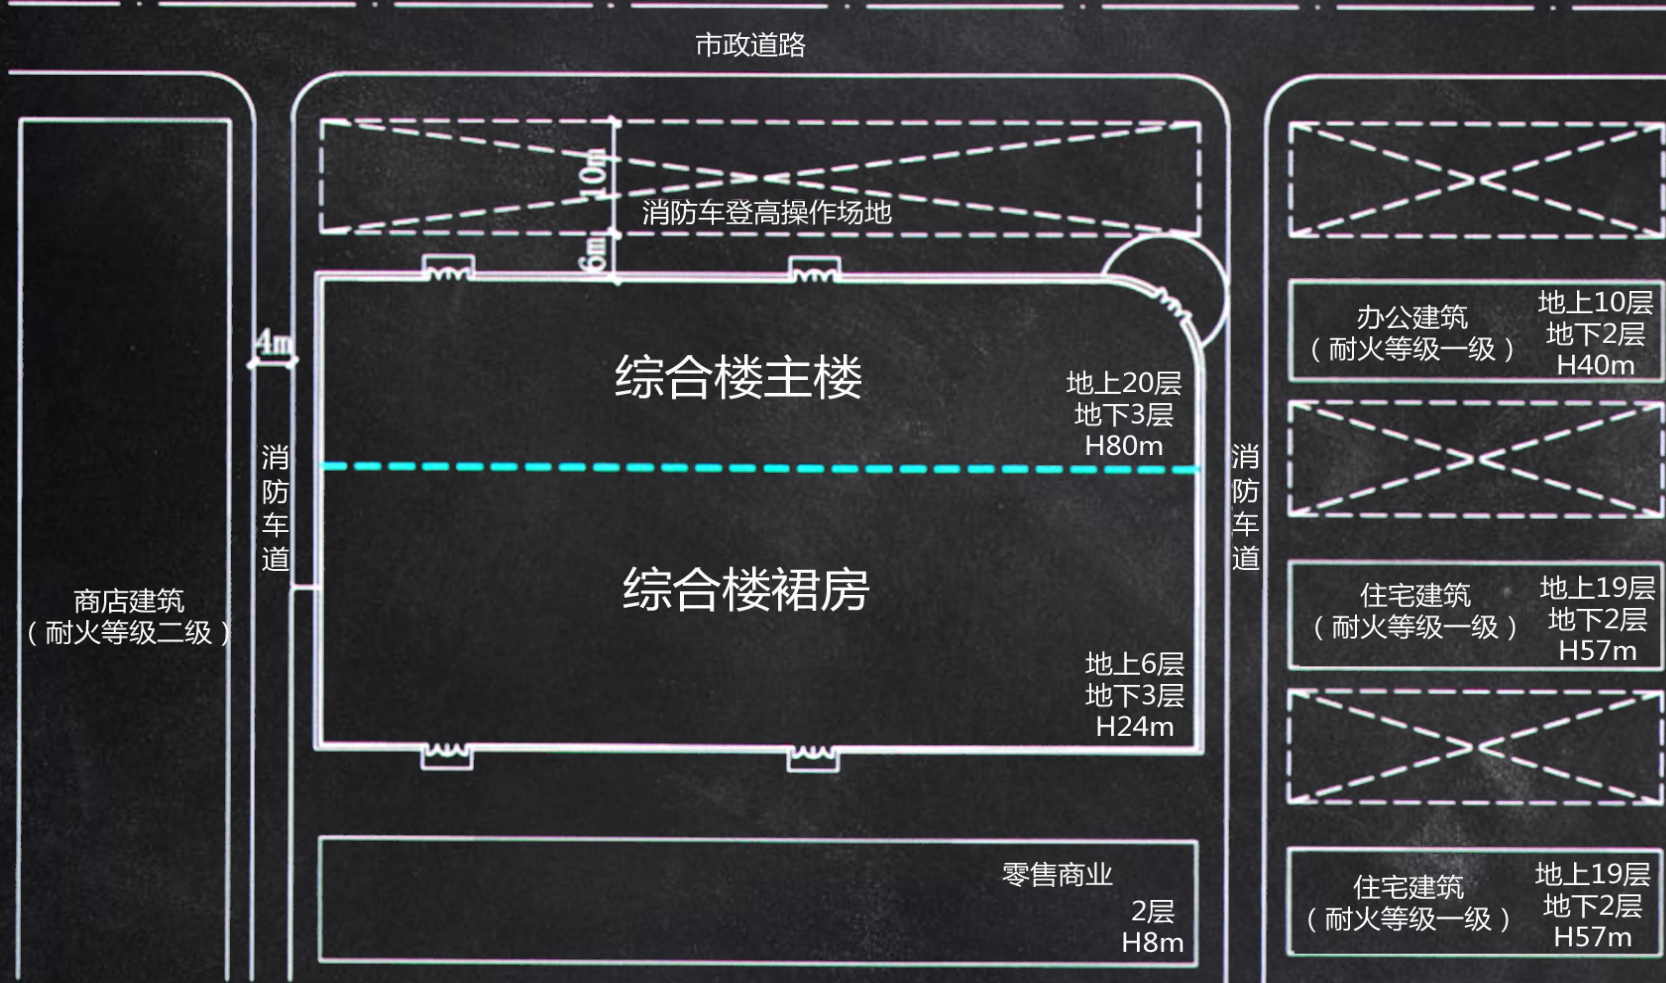 市政道路
10m
消防车登高操作场地
6m
4m
消防车道
商店建筑
（耐火等级二级）
综合楼主楼
地上20层
地下3层
H80m
综合楼裙房
地上6层
地下3层
H24m
零售商业
2层
H8m
消防车道
办公建筑
（耐火等级一级）
地上10层
地下2层
H40m
住宅建筑
（耐火等级一级）
地上19层
地下2层
H57m
住宅建筑
（耐火等级一级）
地上19层
地下2层
H57m